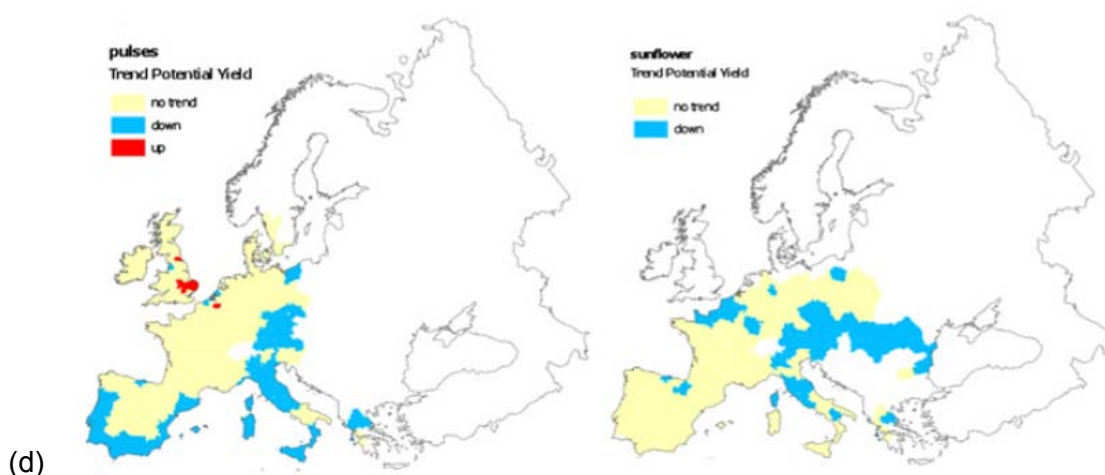 pulses
Trend Potential Yield
no trend
down
up
sunflower
Trend Potential Yield
no trend
down
(d)